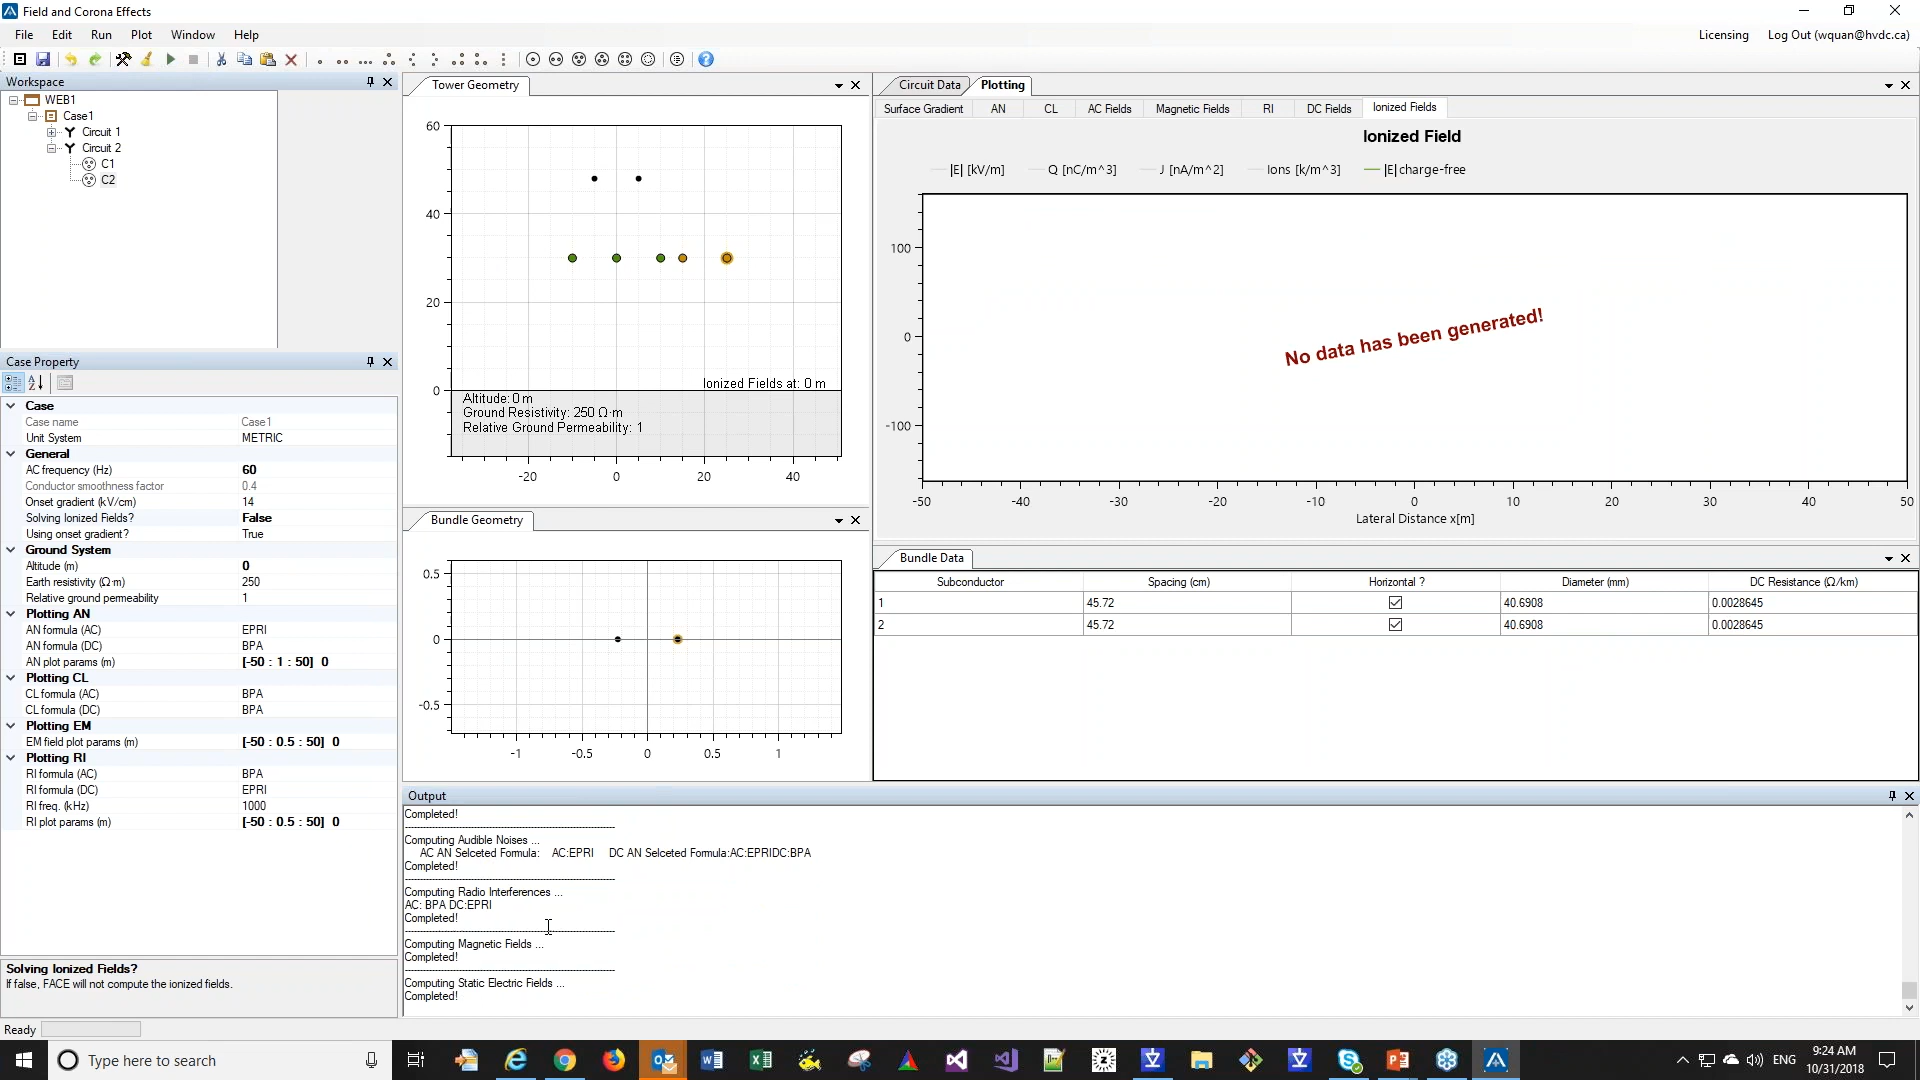 Field and Corona Effects
File Edit Run Plot Window Help
Licensing Log Out (wquan@hvdc.ca)
Workspace
WEB1
Case1
Circuit 1
Circuit 2
C1
C2
Case Property
Case
Case name Case1
Unit System METRIC
General
AC frequency (Hz) 60
Conductor smoothness factor 0.4
Onset gradient (kV/cm) 14
Solving Ionized Fields? False
Using onset gradient? True
Ground System
Altitude (m) 0
Earth resistivity (Ω·m) 250
Relative ground permeability 1
Plotting AN
AN formula (AC) EPRI
AN formula (DC) BPA
AN plot params (m) [-50 : 1 : 50] 0
Plotting CL
CL formula (AC) BPA
CL formula (DC) BPA
Plotting EM
EM field plot params (m) [-50 : 0.5 : 50] 0
Plotting RI
RI formula (AC) BPA
RI formula (DC) EPRI
RI freq. (kHz) 1000
RI plot params (m) [-50 : 0.5 : 50] 0
Solving Ionized Fields?
If false, FACE will not compute the ionized fields.
Ready
Tower Geometry
60
40
20
0
Ionized Fields at: 0 m
Altitude: 0 m
Ground Resistivity: 250 Ω·m
Relative Ground Permeability: 1
-20 0 20 40
Bundle Geometry
0.5
0
-0.5
-1 -0.5 0 0.5 1
Circuit Data Plotting
Surface Gradient AN CL AC Fields Magnetic Fields RI DC Fields Ionized Fields
Ionized Field
|E| [kV/m] Q [nC/m^3] J [nA/m^2] Ions [k/m^3] |E|charge-free
100
0
-100
No data has been generated!
-50 -40 -30 -20 -10 0 10 20 30 40 50
Lateral Distance x[m]
Bundle Data
Subconductor Spacing (cm) Horizontal ? Diameter (mm) DC Resistance (Ω/km)
1 45.72 40.6908 0.0028645
2 45.72 40.6908 0.0028645
Output
Completed!
Computing Audible Noises ...
AC AN Selceted Formula: AC:EPRI DC AN Selceted Formula:AC:EPRIDC:BPA
Completed!
Computing Radio Interferences ...
AC: BPA DC:EPRI
Completed!
Computing Magnetic Fields ...
Completed!
Computing Static Electric Fields ...
Completed!
Type here to search
ENG
9:24 AM
10/31/2018